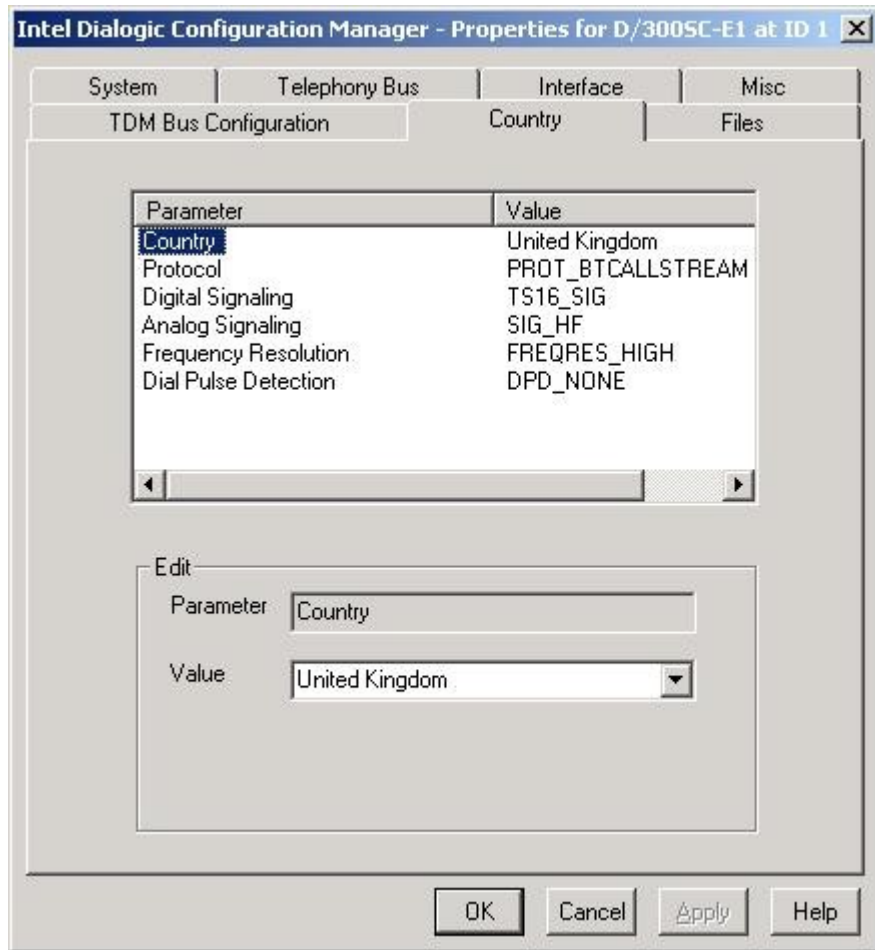 Intel Dialogic Configuration Manager - Properties for D/300SC-E1 at ID 1
System Telephony Bus Interface Misc
TDM Bus Configuration Country Files
Parameter Value
Country United Kingdom
Protocol PROT_BTCALLSTREAM
Digital Signaling TS16_SIG
Analog Signaling SIG_HF
Frequency Resolution FREQRES_HIGH
Dial Pulse Detection DPD_NONE
Edit
Parameter Country
Value United Kingdom
OK Cancel Apply Help